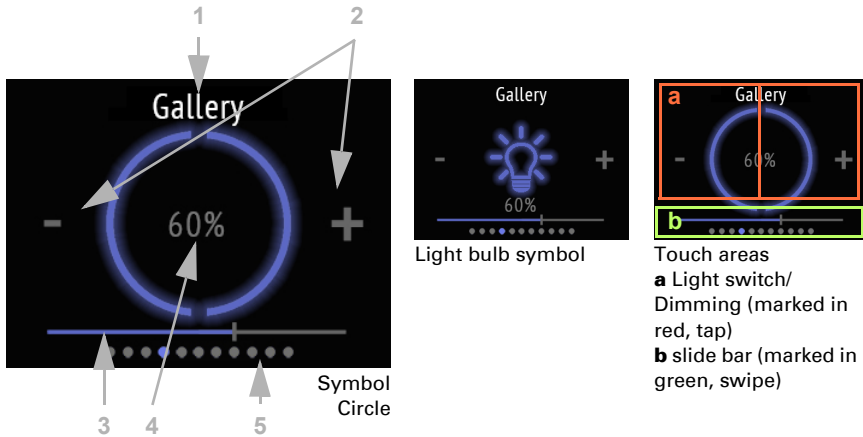 1
2
Gallery
-
60%
+
3
4
5
Symbol
Circle
Gallery
-
+
60%
Light bulb symbol
a
Gallery
-
60%
+
b
Touch areas
a Light switch/
Dimming (marked in
red, tap)
b slide bar (marked in
green, swipe)